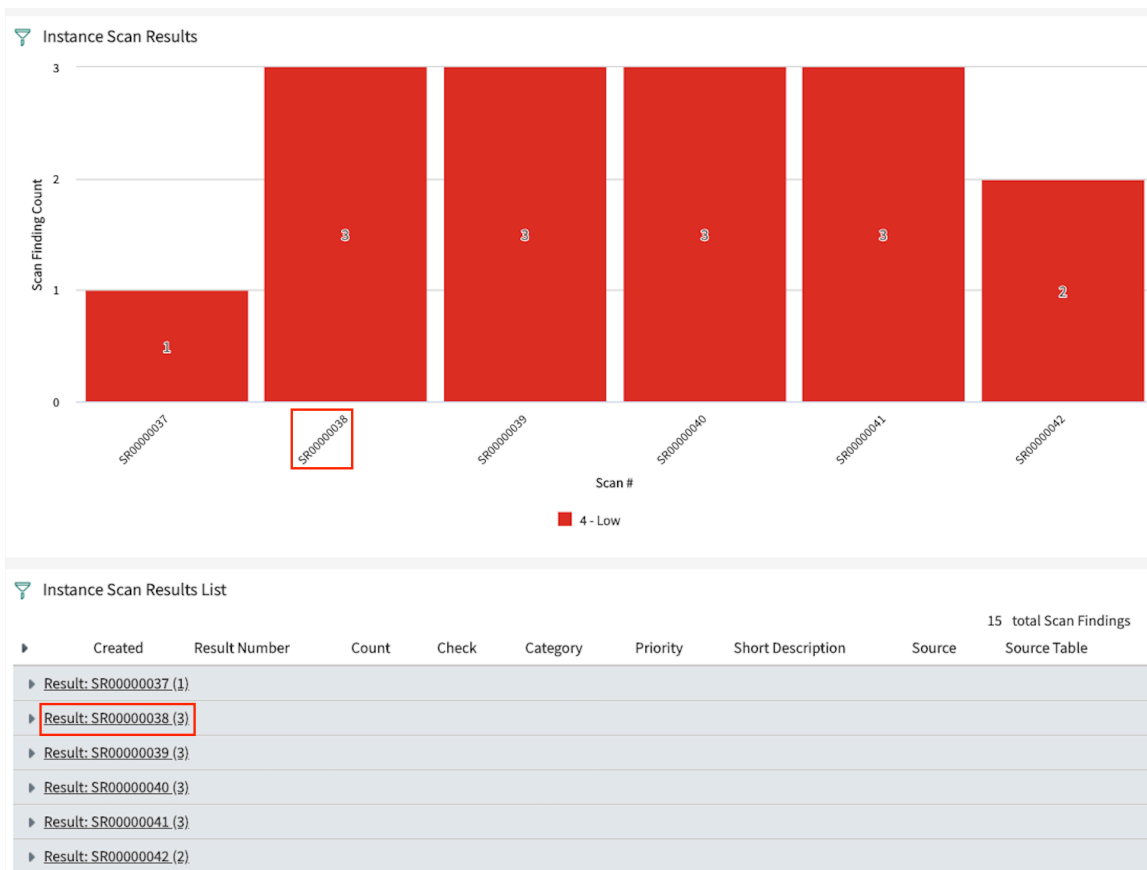 Instance Scan Results
3
2
1
0
Scan Finding Count
1
3
3
3
3
2
SR00000037
SR00000038
SR00000039
SR00000040
SR00000041
SR00000042
Scan #
4 - Low
Instance Scan Results List
15 total Scan Findings
Created Result Number Count Check Category Priority Short Description Source Source Table
Result: SR00000037 (1)
Result: SR00000038 (3)
Result: SR00000039 (3)
Result: SR00000040 (3)
Result: SR00000041 (3)
Result: SR00000042 (2)